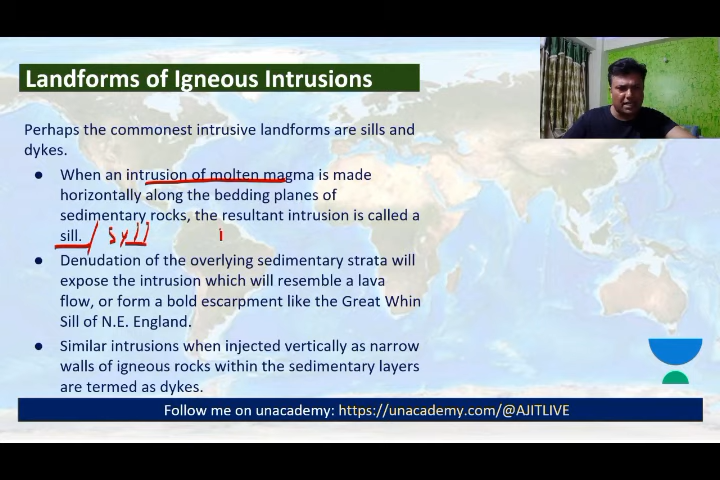 Landforms of Igneous Intrusions
Perhaps the commonest intrusive landforms are sills and
dykes.
● When an intrusion of molten magma is made
horizontally along the bedding planes of
sedimentary rocks, the resultant intrusion is called a
sill. / Syll
● Denudation of the overlying sedimentary strata will
expose the intrusion which will resemble a lava
flow, or form a bold escarpment like the Great Whin
Sill of N.E. England.
● Similar intrusions when injected vertically as narrow
walls of igneous rocks within the sedimentary layers
are termed as dykes.
Follow me on unacademy: https://unacademy.com/@AJITLIVE